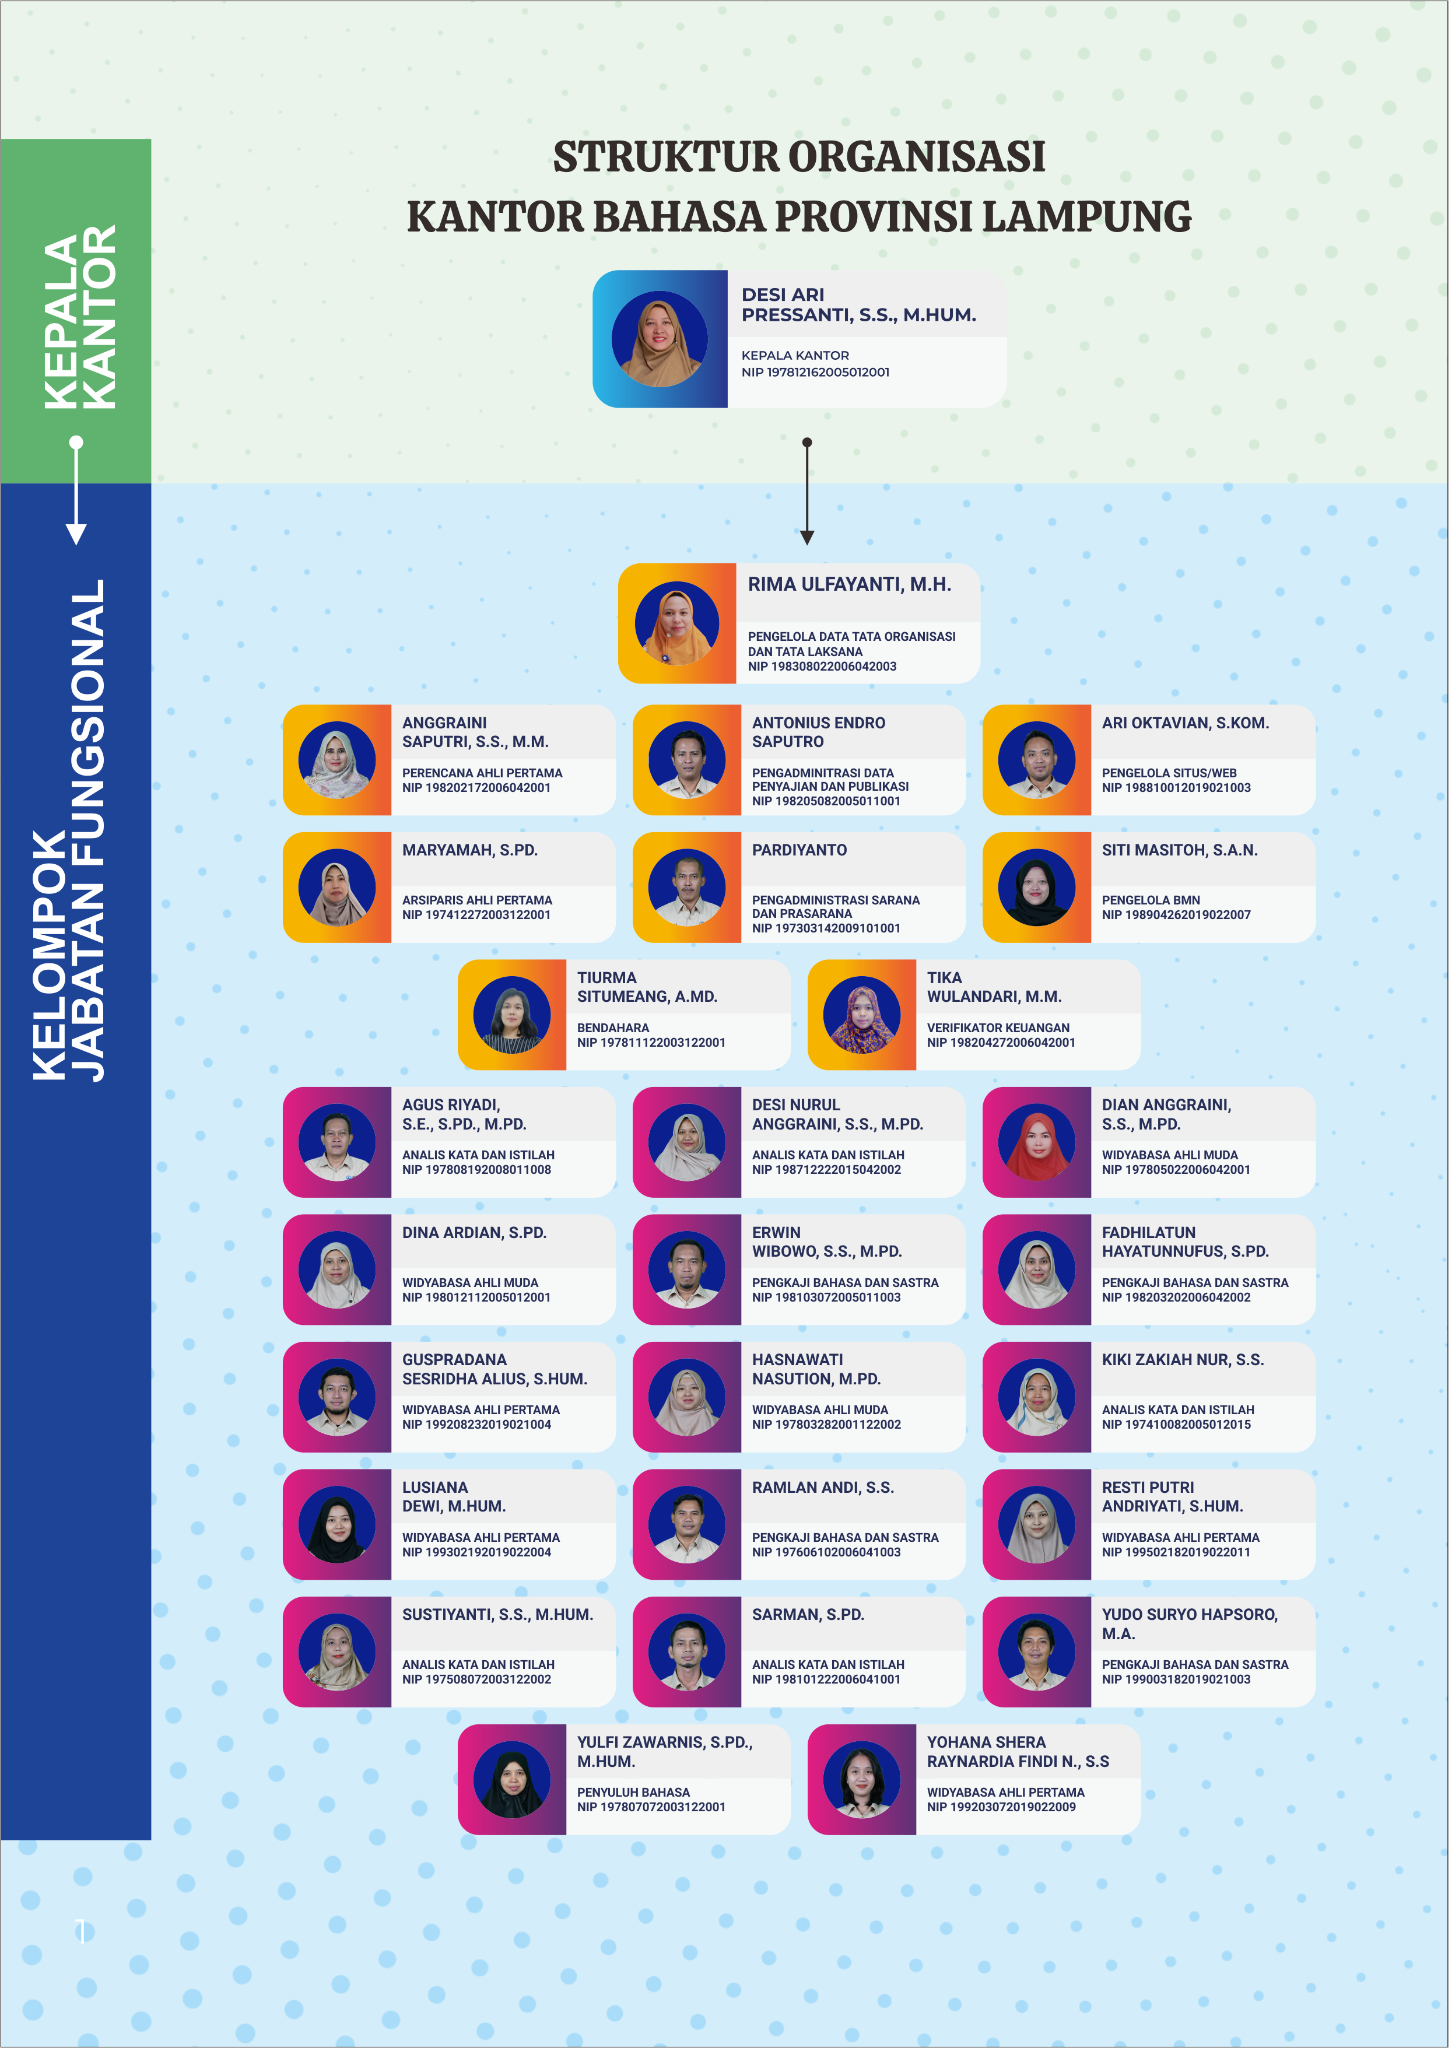 STRUKTUR ORGANISASI
KANTOR BAHASA PROVINSI LAMPUNG
KEPALA
KANTOR
DESI ARI
PRESSANTI, S.S., M.HUM.
KEPALA KANTOR
NIP 197812162005012001
KELOMPOK
JABATAN FUNGSIONAL
RIMA ULFAYANTI, M.H.
PENGELOLA DATA TATA ORGANISASI
DAN TATA LAKSANA
NIP 198308022006042003
ANGGRAINI
SAPUTRI, S.S., M.M.
PERENCANA AHLI PERTAMA
NIP 198202172006042001
ANTONIUS ENDRO
SAPUTRO
PENGADMINITRASI DATA
PENYAJIAN DAN PUBLIKASI
NIP 198205082005011001
ARI OKTAVIAN, S.KOM.
PENGELOLA SITUS/WEB
NIP 198810012019021003
MARYAMAH, S.PD.
ARSIPARIS AHLI PERTAMA
NIP 197412272003122001
PARDIYANTO
PENGADMINISTRASI SARANA
DAN PRASARANA
NIP 197303142009101001
SITI MASITOH, S.A.N.
PENGELOLA BMN
NIP 198904262019022007
TIURMA
SITUMEANG, A.MD.
BENDAHARA
NIP 197811122003122001
TIKA
WULANDARI, M.M.
VERIFIKATOR KEUANGAN
NIP 198204272006042001
AGUS RIYADI,
S.E., S.PD., M.PD.
ANALIS KATA DAN ISTILAH
NIP 197808192008011008
DESI NURUL
ANGGRAINI, S.S., M.PD.
ANALIS KATA DAN ISTILAH
NIP 198712222015042002
DIAN ANGGRAINI,
S.S., M.PD.
WIDYABASA AHLI MUDA
NIP 197805022006042001
DINA ARDIAN, S.PD.
WIDYABASA AHLI MUDA
NIP 198012112005012001
ERWIN
WIBOWO, S.S., M.PD.
PENGKAJI BAHASA DAN SASTRA
NIP 198103072005011003
FADHILATUN
HAYATUNNUFUS, S.PD.
PENGKAJI BAHASA DAN SASTRA
NIP 198203202006042002
GUSPRADANA
SESRIDHA ALIUS, S.HUM.
WIDYABASA AHLI PERTAMA
NIP 199208232019021004
HASNAWATI
NASUTION, M.PD.
WIDYABASA AHLI MUDA
NIP 197803282001122002
KIKI ZAKIAH NUR, S.S.
ANALIS KATA DAN ISTILAH
NIP 197410082005012015
LUSIANA
DEWI, M.HUM.
WIDYABASA AHLI PERTAMA
NIP 199302192019022004
RAMLAN ANDI, S.S.
PENGKAJI BAHASA DAN SASTRA
NIP 197606102006041003
RESTI PUTRI
ANDRIYATI, S.HUM.
WIDYABASA AHLI PERTAMA
NIP 199502182019022011
SUSTIYANTI, S.S., M.HUM.
ANALIS KATA DAN ISTILAH
NIP 197508072003122002
SARMAN, S.PD.
ANALIS KATA DAN ISTILAH
NIP 198101222006041001
YUDO SURYO HAPSORO,
M.A.
PENGKAJI BAHASA DAN SASTRA
NIP 199003182019021003
YULFI ZAWARNIS, S.PD.,
M.HUM.
PENYULUH BAHASA
NIP 197807072003122001
YOHANA SHERA
RAYNARDIA FINDI N., S.S
WIDYABASA AHLI PERTAMA
NIP 199203072019022009
1